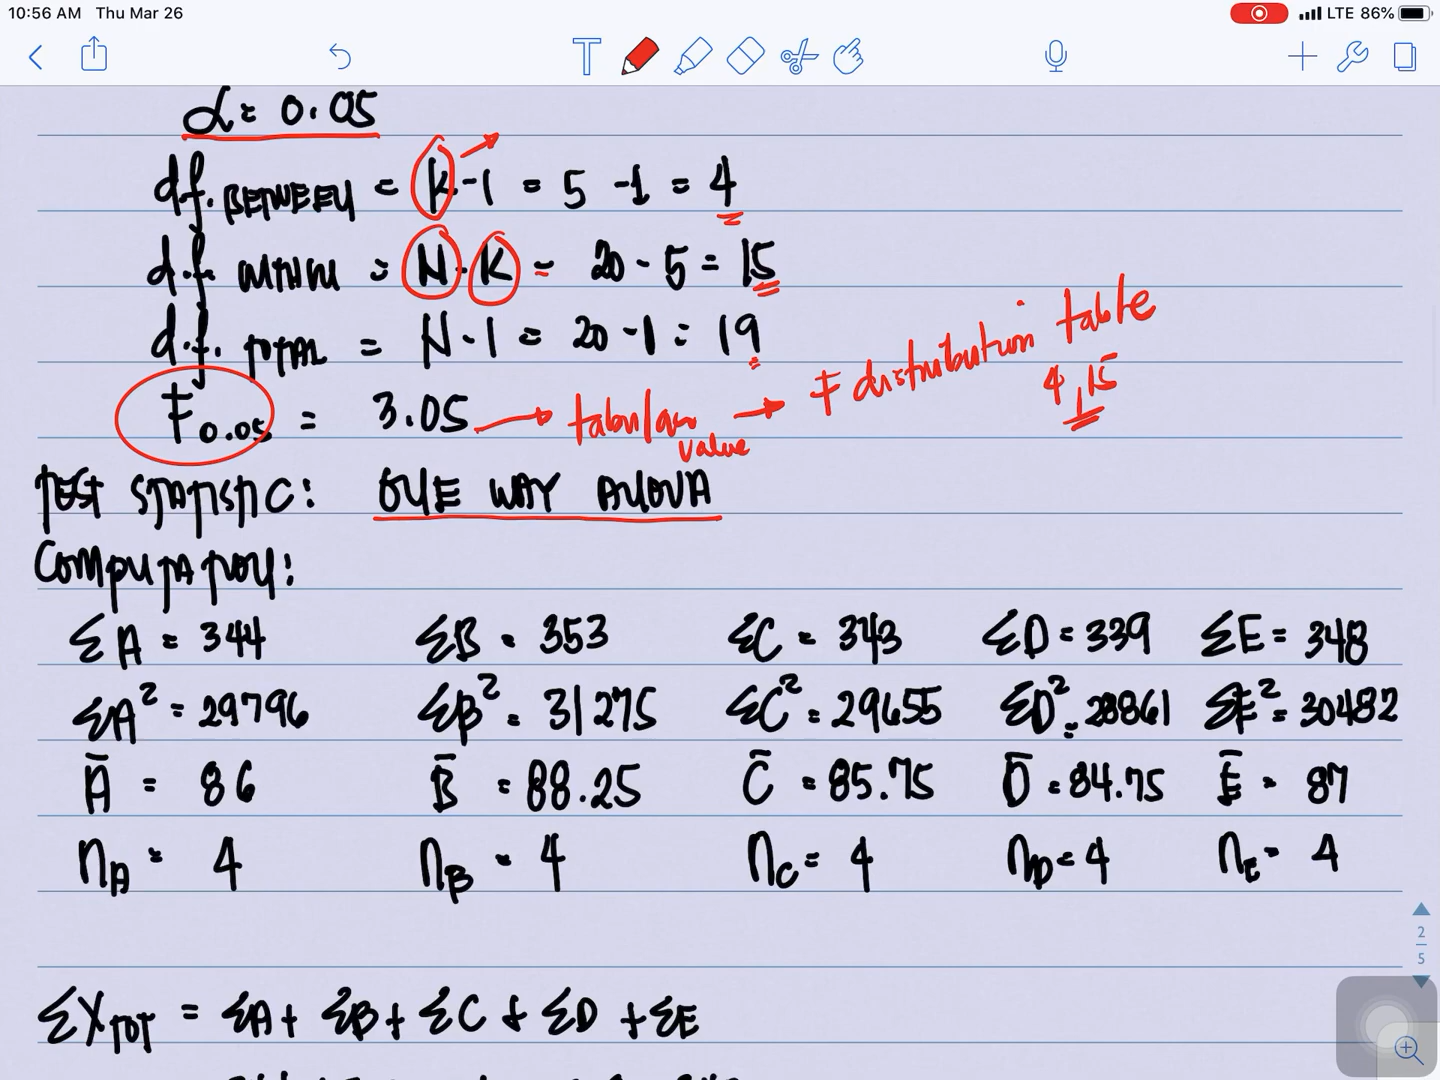 10:56 AM Thu Mar 26
LTE 86%
T
α = 0.05
d.f. BETWEEN = K - 1 = 5 - 1 = 4
d.f. WITHIN = N - K = 20 - 5 = 15
d.f. TOTAL = N - 1 = 20 - 1 = 19
F 0.05 = 3.05 → tabular value → F distribution table
4, 15
TEST STATISTIC: ONE WAY ANOVA
COMPUTATION:
ΣA = 344 ΣB = 353 ΣC = 343 ΣD = 339 ΣE = 348
ΣA² = 29796 ΣB² = 31275 ΣC² = 29655 ΣD² = 28861 ΣE² = 30482
Ā = 86 B̄ = 88.25 C̄ = 85.75 D̄ = 84.75 Ē = 87
nA = 4 nB = 4 nC = 4 nD = 4 nE = 4
ΣXTOT = ΣA + ΣB + ΣC + ΣD + ΣE
2
5